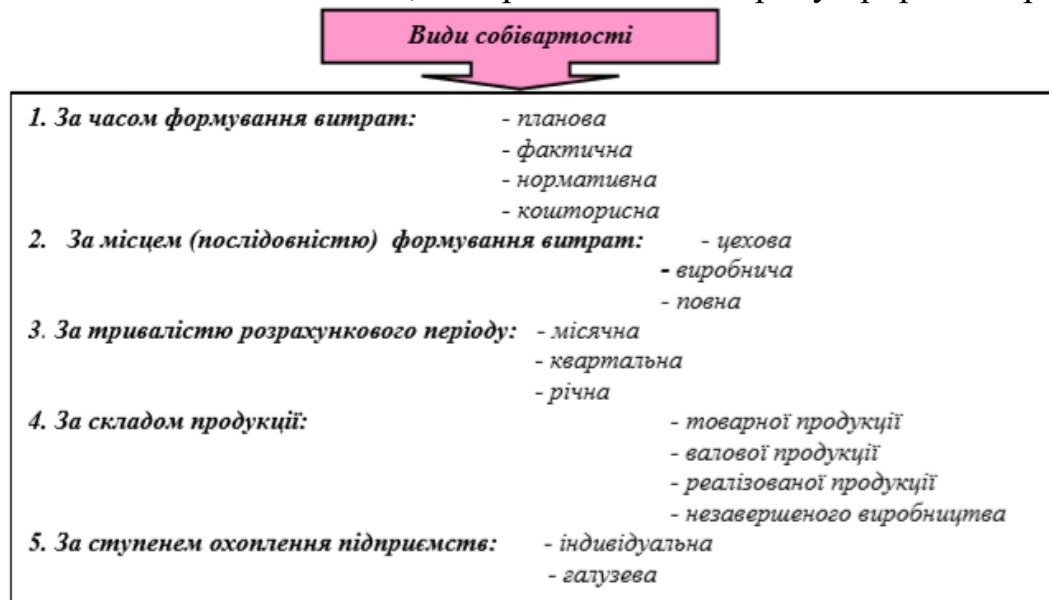 Види собівартості
1. За часом формування витрат: - планова
- фактична
- нормативна
- кошторисна
2. За місцем (послідовністю) формування витрат: - цехова
- виробнича
- повна
3. За тривалістю розрахункового періоду: - місячна
- квартальна
- річна
4. За складом продукції: - товарної продукції
- валової продукції
- реалізованої продукції
- незавершеного виробництва
5. За ступенем охоплення підприємств: - індивідуальна
- галузева